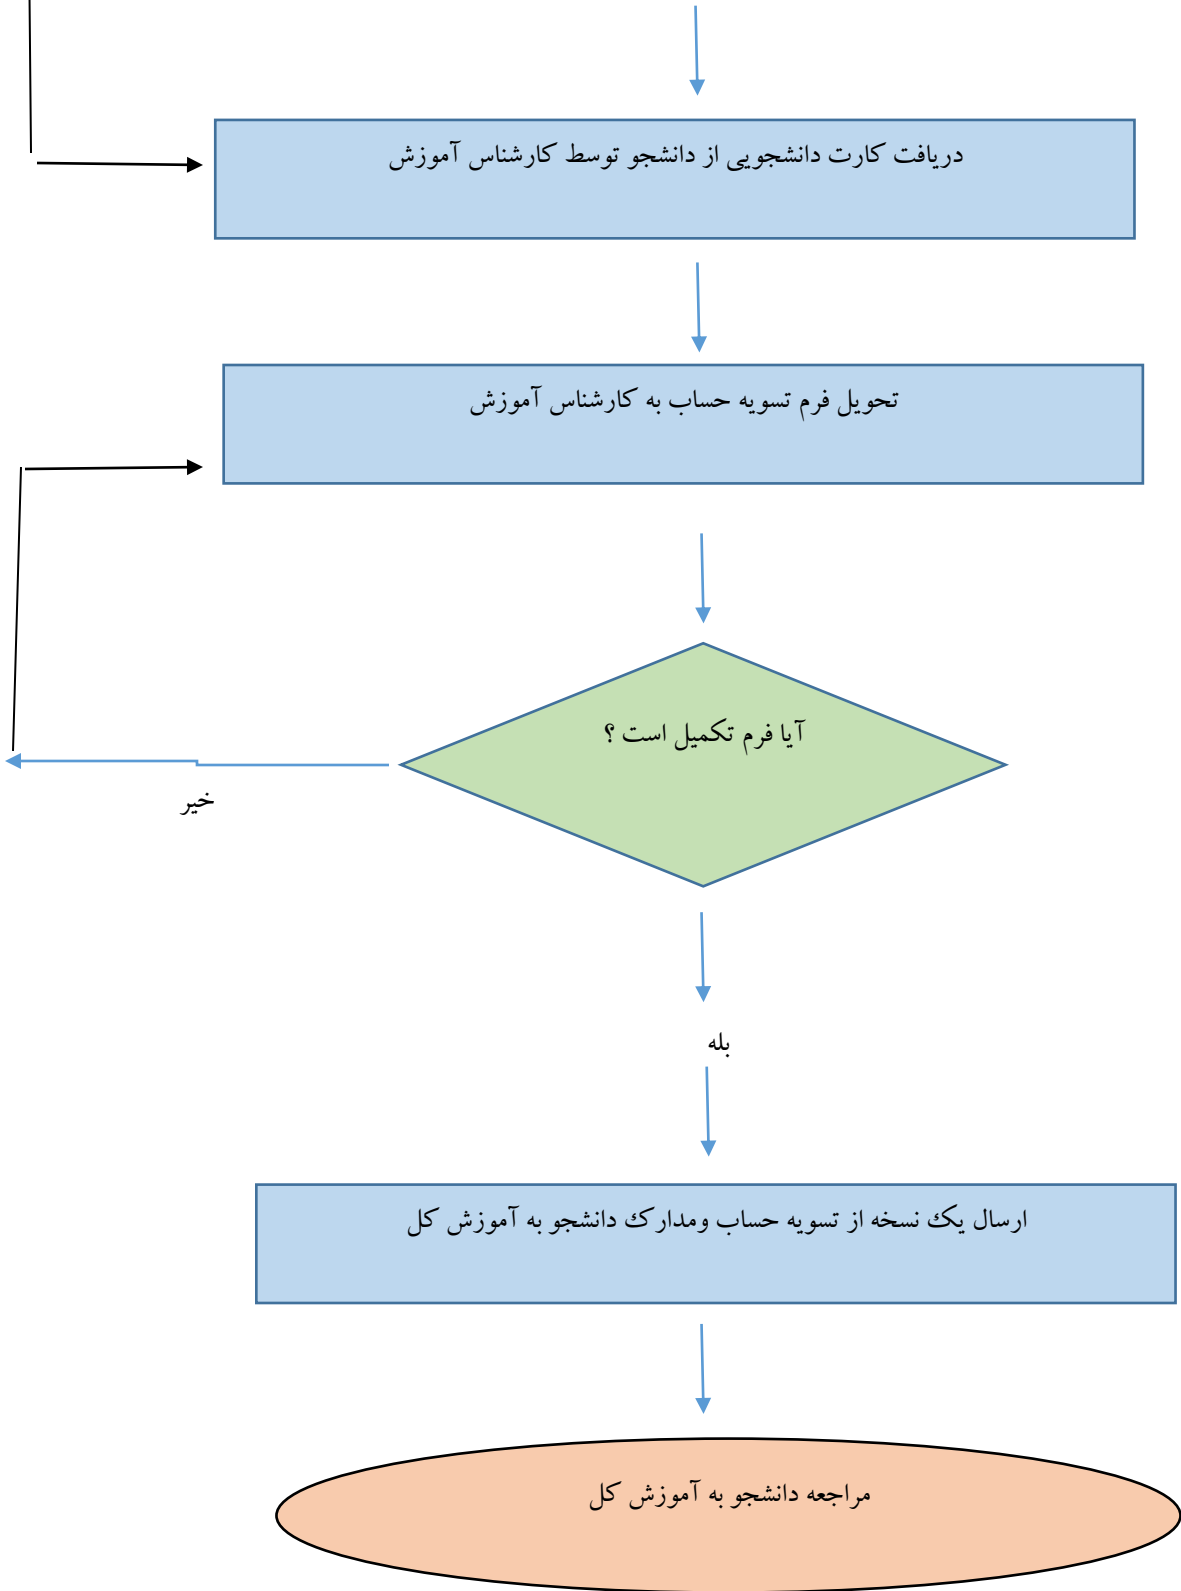 دریافت کارت دانشجویی از دانشجو توسط کارشناس آموزش
تحویل فرم تسویه حساب به کارشناس آموزش
آیا فرم تکمیل است ؟
خیر
بله
ارسال یک نسخه از تسویه حساب ومدارک دانشجو به آموزش کل
مراجعه دانشجو به آموزش کل